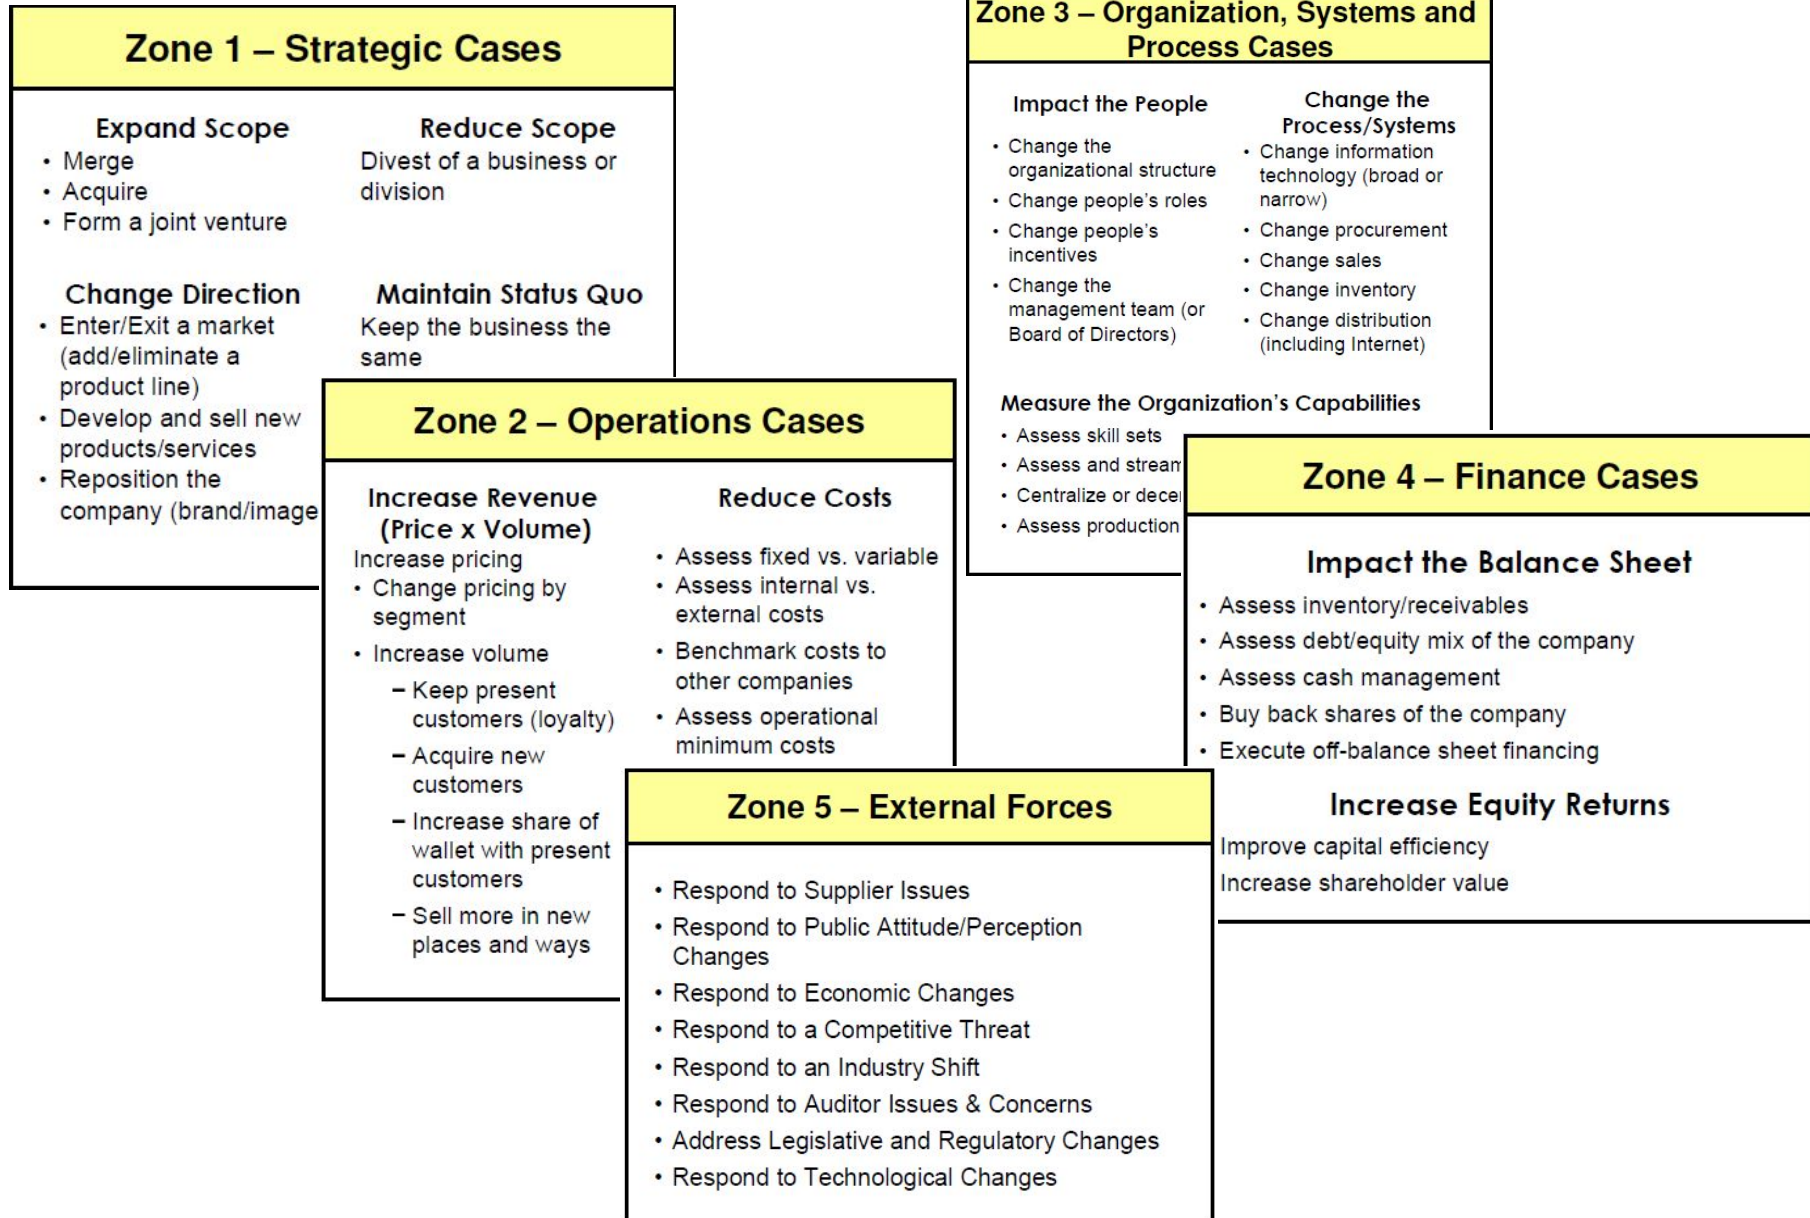 Zone 1 – Strategic Cases
Expand Scope
• Merge
• Acquire
• Form a joint venture
Reduce Scope
Divest of a business or
division
Change Direction
• Enter/Exit a market
(add/eliminate a
product line)
• Develop and sell new
products/services
• Reposition the
company (brand/image
Maintain Status Quo
Keep the business the
same
Zone 2 – Operations Cases
Increase Revenue
(Price x Volume)
Increase pricing
• Change pricing by
segment
• Increase volume
– Keep present
customers (loyalty)
– Acquire new
customers
– Increase share of
wallet with present
customers
– Sell more in new
places and ways
Reduce Costs
• Assess fixed vs. variable
• Assess internal vs.
external costs
• Benchmark costs to
other companies
• Assess operational
minimum costs
Zone 3 – Organization, Systems and
Process Cases
Impact the People
• Change the
organizational structure
• Change people's roles
• Change people's
incentives
• Change the
management team (or
Board of Directors)
Change the
Process/Systems
• Change information
technology (broad or
narrow)
• Change procurement
• Change sales
• Change inventory
• Change distribution
(including Internet)
Measure the Organization's Capabilities
• Assess skill sets
• Assess and
• Centralize or
• Assess production
Zone 4 – Finance Cases
Impact the Balance Sheet
• Assess inventory/receivables
• Assess debt/equity mix of the company
• Assess cash management
• Buy back shares of the company
• Execute off-balance sheet financing
Increase Equity Returns
Improve capital efficiency
Increase shareholder value
Zone 5 – External Forces
• Respond to Supplier Issues
• Respond to Public Attitude/Perception
Changes
• Respond to Economic Changes
• Respond to a Competitive Threat
• Respond to an Industry Shift
• Respond to Auditor Issues & Concerns
• Address Legislative and Regulatory Changes
• Respond to Technological Changes